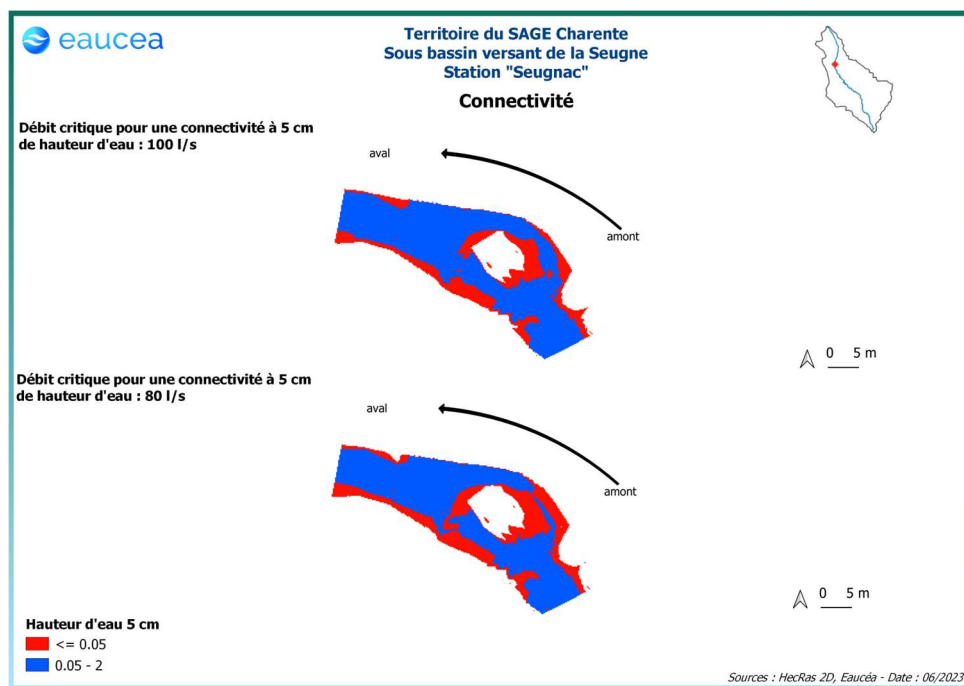 eaucea
Territoire du SAGE Charente
Sous bassin versant de la Seugne
Station "Seugnac"
Connectivité
Débit critique pour une connectivité à 5 cm
de hauteur d'eau : 100 l/s
aval
amont
0 5 m
Débit critique pour une connectivité à 5 cm
de hauteur d'eau : 80 l/s
aval
amont
0 5 m
Hauteur d'eau 5 cm
<= 0.05
0.05 - 2
Sources : HecRas 2D, Eaucéa - Date : 06/2023